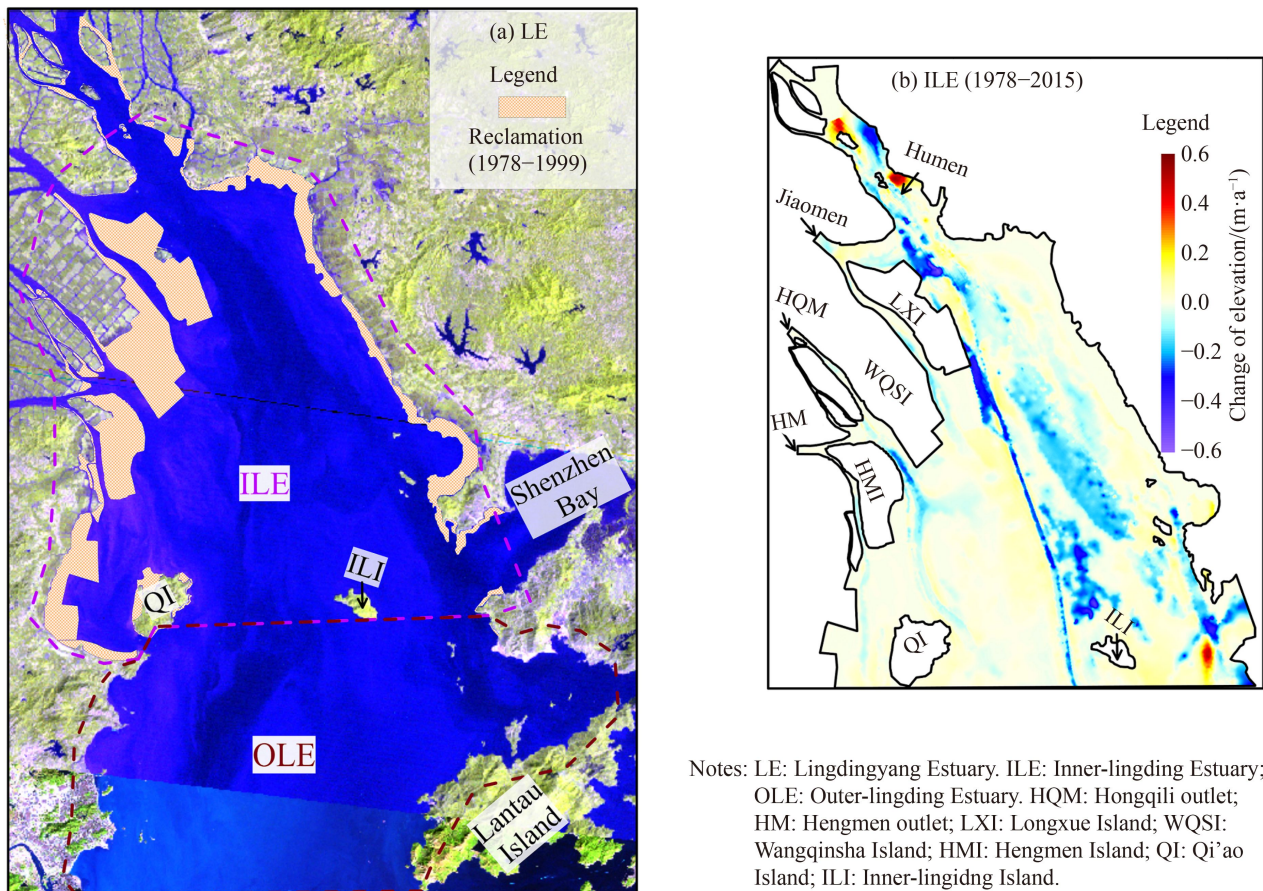 (a) LE
Legend
Reclamation
(1978−1999)
ILE
Shenzhen
Bay
ILI
QI
OLE
Lantau
Island
(b) ILE (1978−2015)
Legend
0.6
0.4
0.2
0.0
−0.2
−0.4
−0.6
Change of elevation/(m·a⁻¹)
Humen
Jiaomen
HQM
LXI
WQSI
HM
HMI
QI
ILI
Notes: LE: Lingdingyang Estuary. ILE: Inner-lingding Estuary;
OLE: Outer-lingding Estuary. HQM: Hongqili outlet;
HM: Hengmen outlet; LXI: Longxue Island; WQSI:
Wangqinsha Island; HMI: Hengmen Island; QI: Qi’ao
Island; ILI: Inner-lingidng Island.